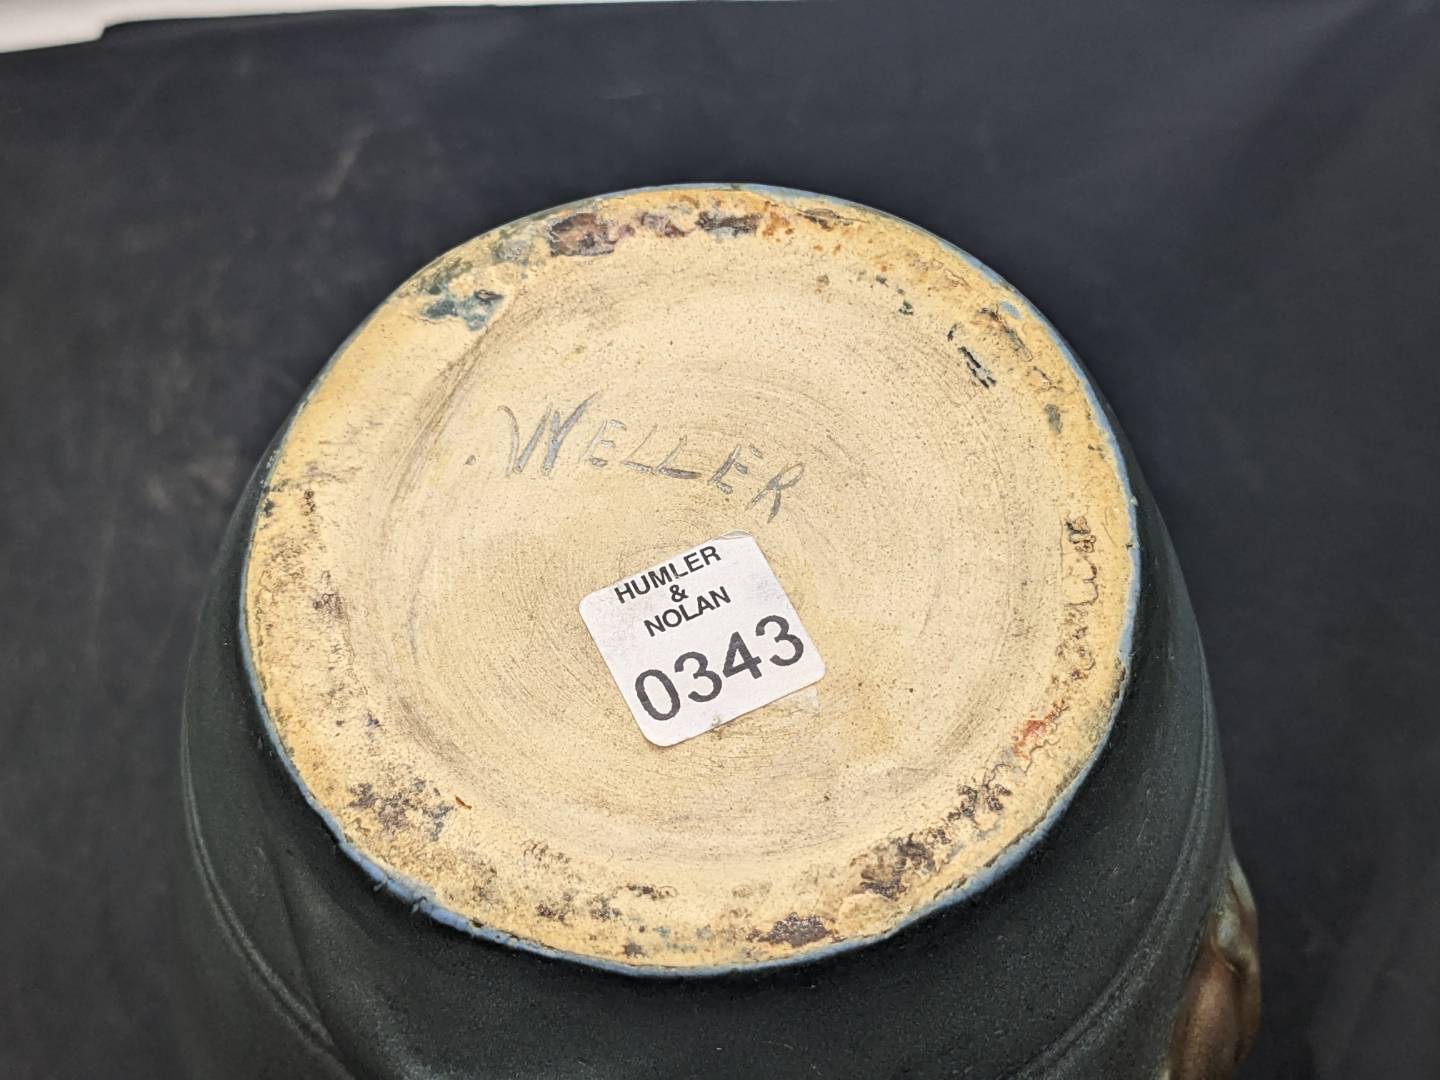 WELLER
HUMLER
&
NOLAN
0343